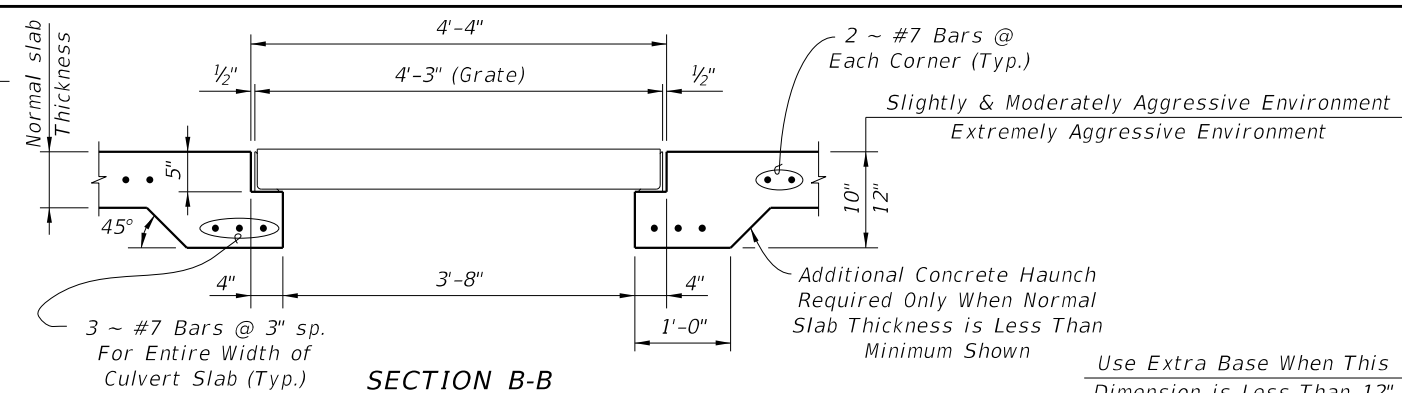 Normal slab
Thickness
4'-4"
½"
4'-3" (Grate)
½"
2 ~ #7 Bars @
Each Corner (Typ.)
Slightly & Moderately Aggressive Environment
Extremely Aggressive Environment
5"
10"
12"
45°
4"
3'-8"
4"
1'-0"
Additional Concrete Haunch
Required Only When Normal
Slab Thickness is Less Than
Minimum Shown
3 ~ #7 Bars @ 3" sp.
For Entire Width of
Culvert Slab (Typ.)
SECTION B-B
Use Extra Base When This
Dimension is Less Than 12"